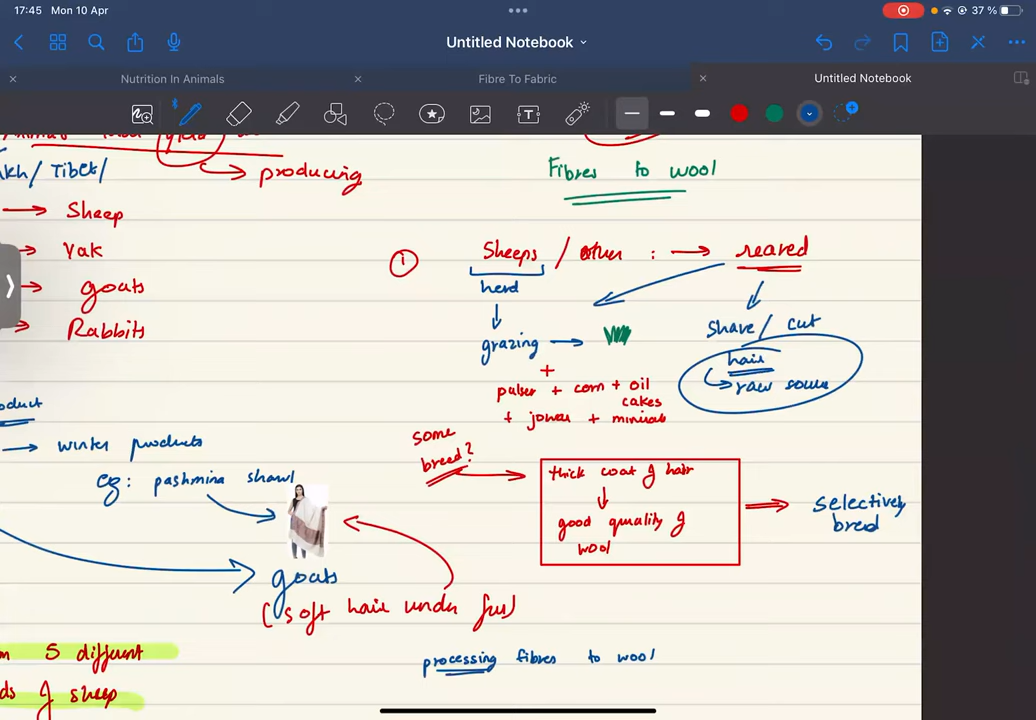 17:45 Mon 10 Apr
37 %
Untitled Notebook
Nutrition In Animals
Fibre To Fabric
Untitled Notebook
yield
producing
Fibres to wool
kh/ Tibet/
Sheep
Yak
goats
Rabbits
oduct
winter products
eg: pashmina shawl
goats
(soft hair under fur)
m 5 different
ds of sheep
1
Sheeps / other : reared
herd
grazing
+
pulses + corn + oil
cakes
+ jower +
Shave / cut
hair
raw
some
breed?
thick coat of hair
good quality of
wool
selectively
bred
processing fibres to wool